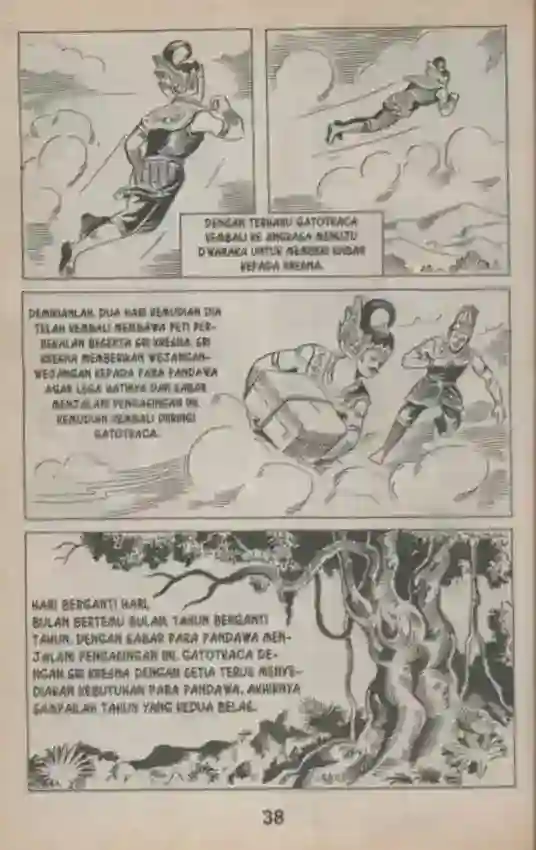 DENGAN TERHARU GATOTKACA
KEMBALI KE ANGKASA MENUJU
DWARAKA UNTUK MEMBERI KABAR
KEPADA KRESNA.
DEMIKIANLAH, DUA HARI KEMUDIAN DIA
TELAH KEMBALI MEMBAWA PETI PER-
BEKALAN BESERTA SRI KRESNA. SRI
KRESNA MEMBERIKAN WEJANGAN-
WEJANGAN KEPADA PARA PANDAWA
AGAR LEGA HATINYA DAN SABAR
MENJALANI PENGASINGAN INI.
KEMUDIAN KEMBALI DIIRINGI
GATOTKACA.
HARI BERGANTI HARI,
BULAN BERTEMU BULAN, TAHUN BERGANTI
TAHUN. DENGAN SABAR PARA PANDAWA MEN-
JALANI PENGASINGAN INI. GATOTKACA DE-
NGAN SRI KRESNA DENGAN SETIA TERUS MENYE-
DIAKAN KEBUTUHAN PARA PANDAWA. AKHIRNYA
SAMPAILAH TAHUN YANG KEDUA BELAS.
38